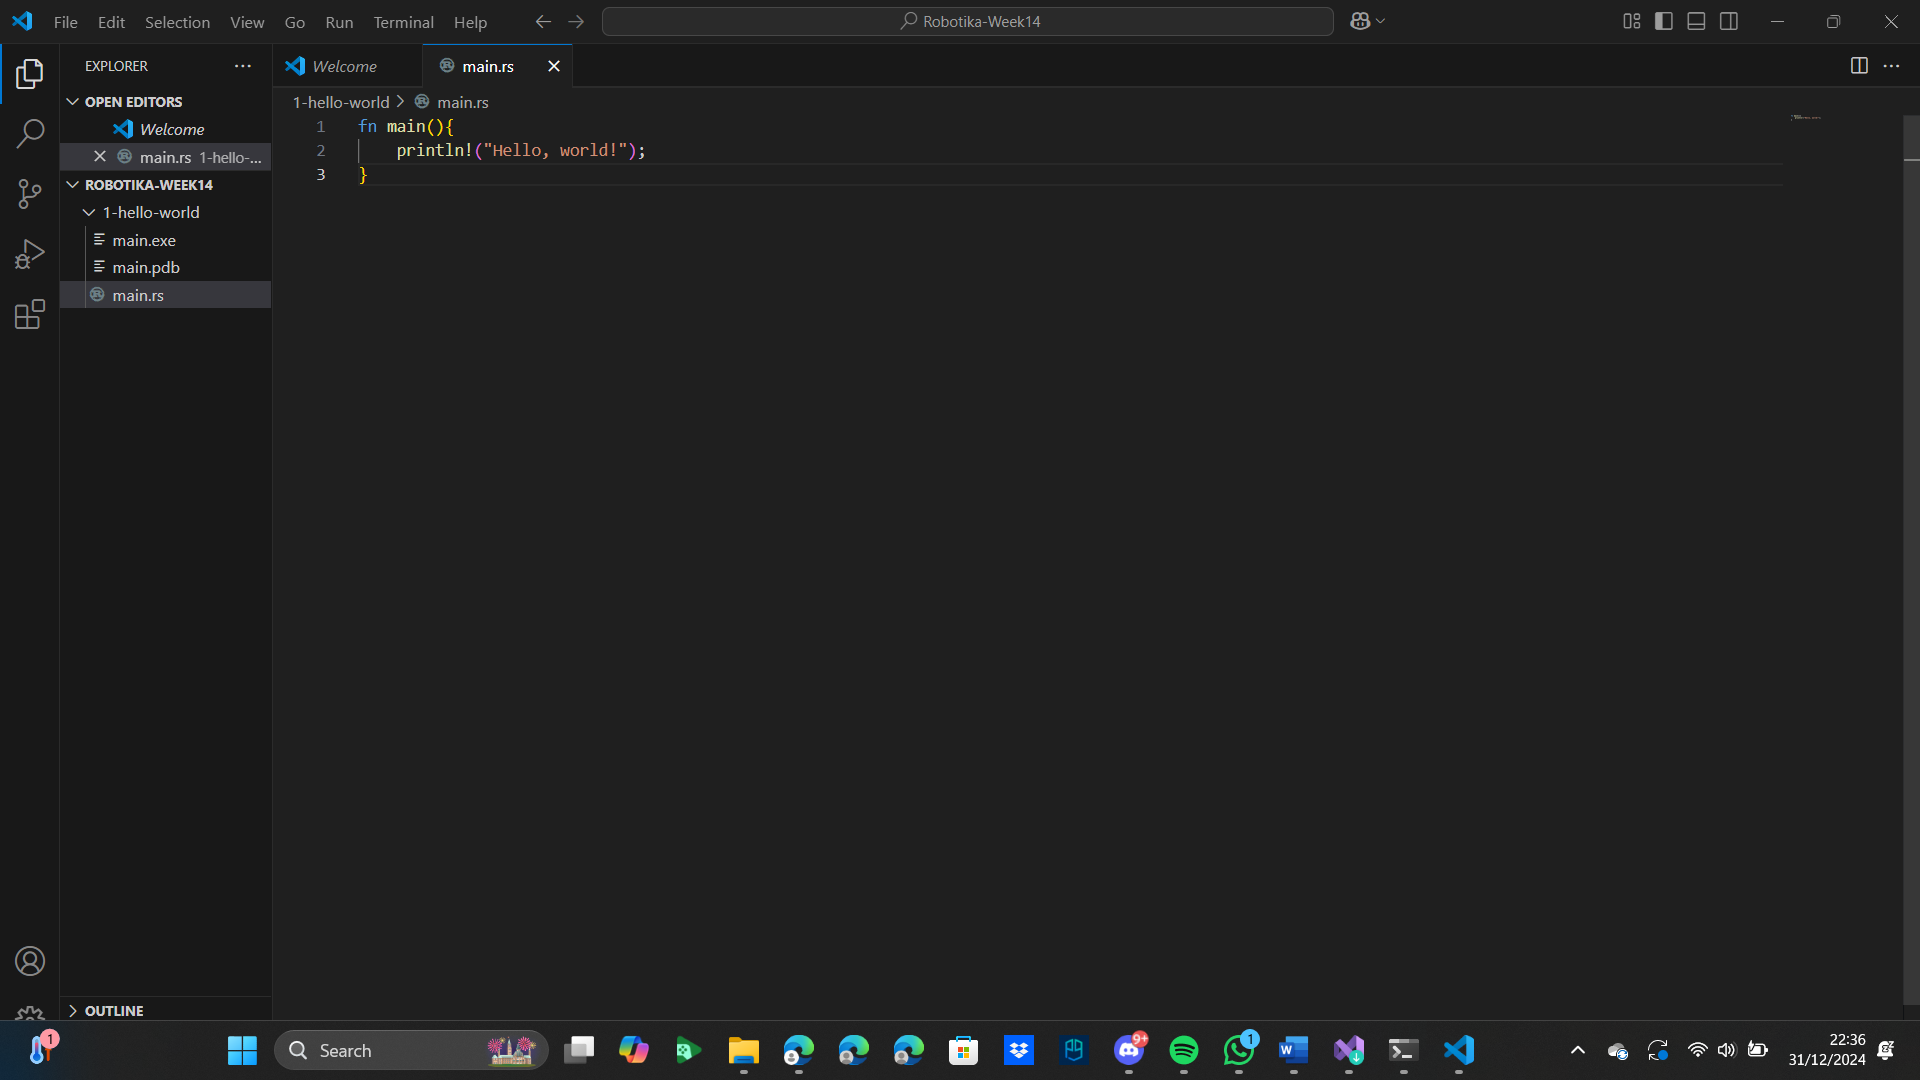 File Edit Selection View Go Run Terminal Help
Robotika-Week14
EXPLORER
Welcome
main.rs
OPEN EDITORS
Welcome
main.rs 1-hello-...
ROBOTIKA-WEEK14
1-hello-world
main.exe
main.pdb
main.rs
OUTLINE
1-hello-world > main.rs
1 fn main(){
2 println!("Hello, world!");
3 }
1
Search
9+
1
22:36
31/12/2024